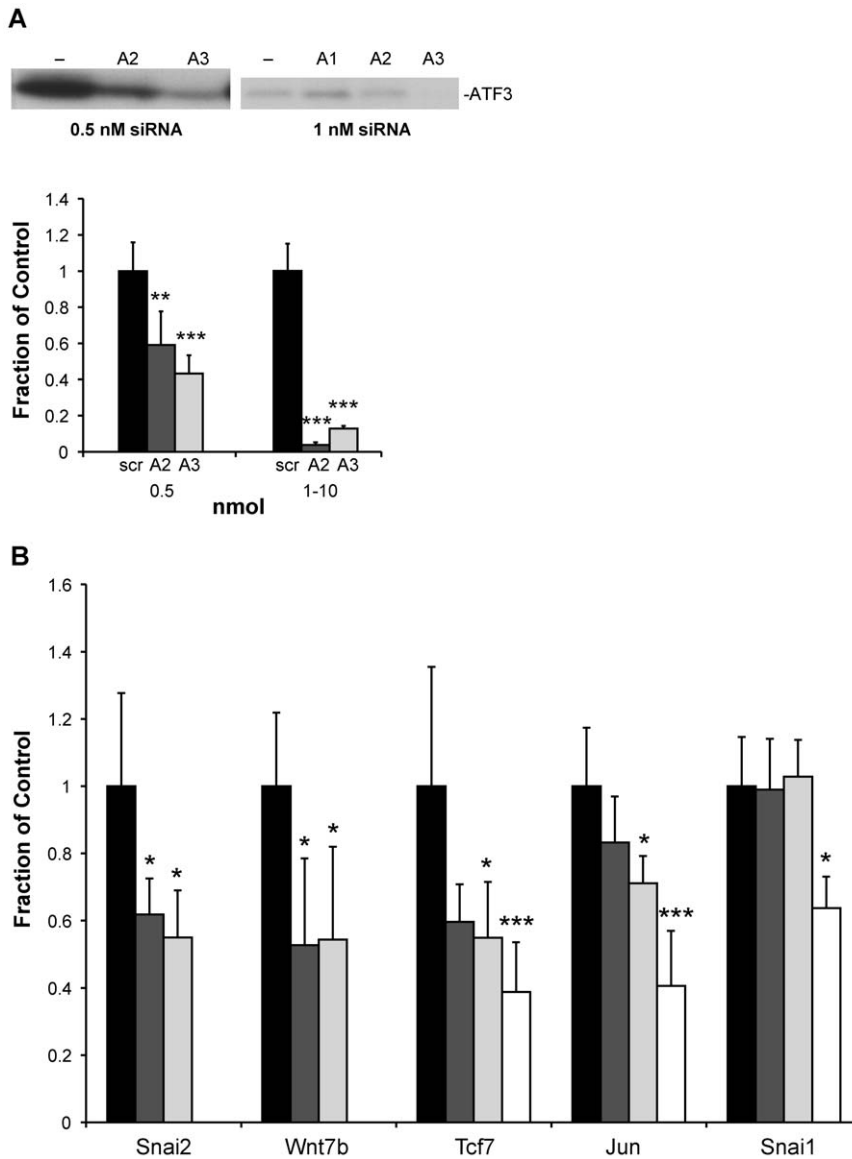 A
– A2 A3 – A1 A2 A3
-ATF3
0.5 nM siRNA 1 nM siRNA
Fraction of Control
1.4
1.2
1
0.8
0.6
0.4
0.2
0
** *** *** ***
scr A2 A3 scr A2 A3
0.5 1-10
nmol
B
Fraction of Control
1.6
1.4
1.2
1
0.8
0.6
0.4
0.2
0
* * * * * *** * *** *
Snai2 Wnt7b Tcf7 Jun Snai1